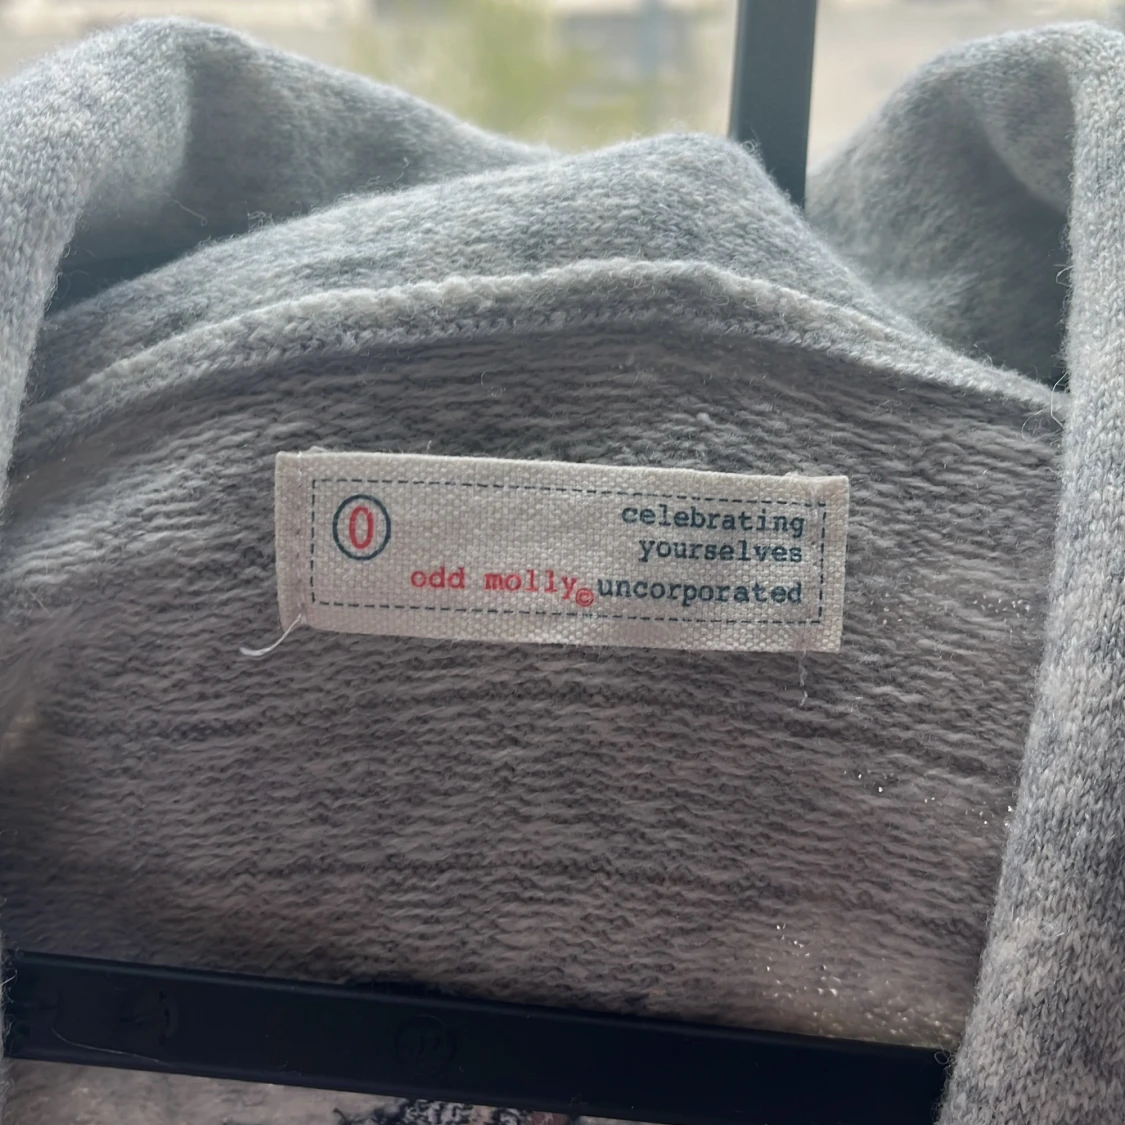 0
celebrating
yourselves
odd molly© uncorporated